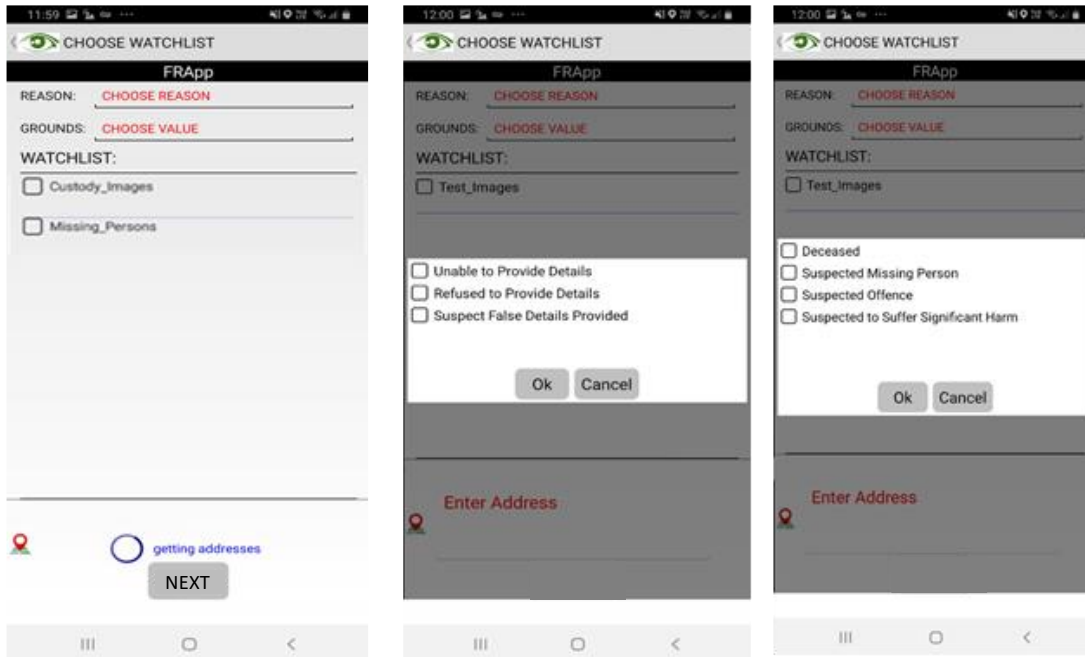 11:59
CHOOSE WATCHLIST
FRApp
REASON: CHOOSE REASON
GROUNDS: CHOOSE VALUE
WATCHLIST:
Custody_Images
Missing_Persons
getting addresses
NEXT
12:00
CHOOSE WATCHLIST
FRApp
REASON: CHOOSE REASON
GROUNDS: CHOOSE VALUE
WATCHLIST:
Test_Images
Unable to Provide Details
Refused to Provide Details
Suspect False Details Provided
Ok Cancel
Enter Address
12:00
CHOOSE WATCHLIST
FRApp
REASON: CHOOSE REASON
GROUNDS: CHOOSE VALUE
WATCHLIST:
Test_Images
Deceased
Suspected Missing Person
Suspected Offence
Suspected to Suffer Significant Harm
Ok Cancel
Enter Address